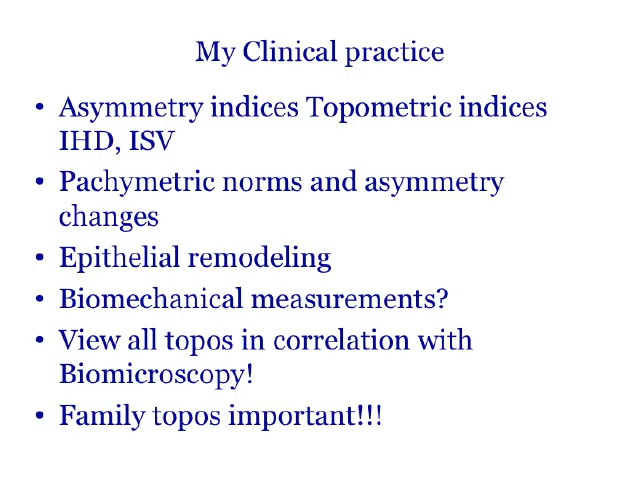 My Clinical practice
• Asymmetry indices Topometric indices
IHD, ISV
• Pachymetric norms and asymmetry
changes
• Epithelial remodeling
• Biomechanical measurements?
• View all topos in correlation with
Biomicroscopy!
• Family topos important!!!